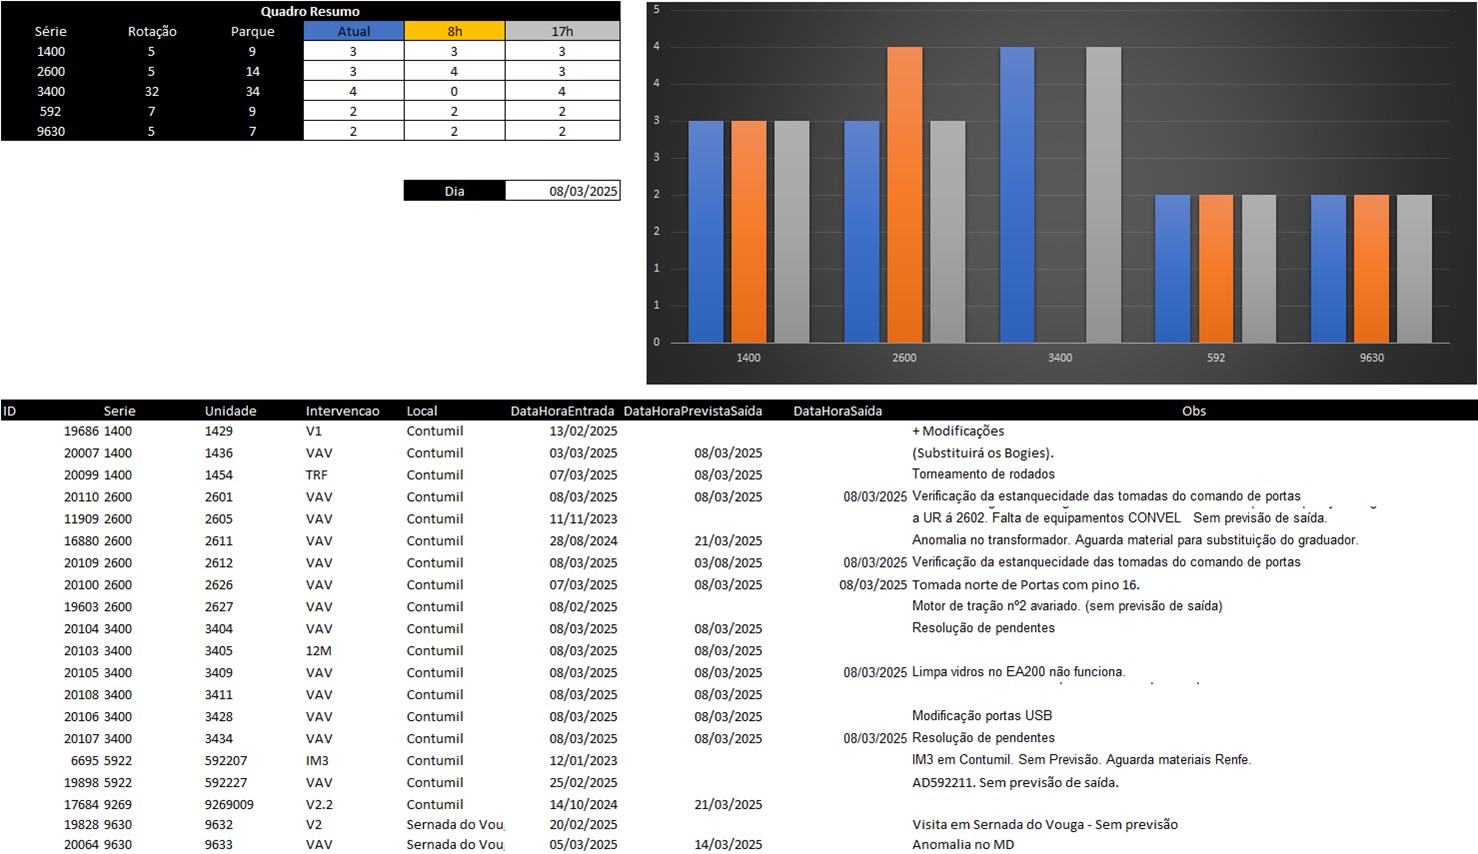 Quadro Resumo
Série Rotação Parque Atual 8h 17h
1400 5 9 3 3 3
2600 5 14 3 4 3
3400 32 34 4 0 4
592 7 9 2 2 2
9630 5 7 2 2 2
Dia 08/03/2025
5
4
4
3
3
2
2
1
1
0
1400 2600 3400 592 9630
ID Serie Unidade Intervencao Local DataHoraEntrada DataHoraPrevistaSaída DataHoraSaída Obs
19686 1400 1429 V1 Contumil 13/02/2025 + Modificações
20007 1400 1436 VAV Contumil 03/03/2025 08/03/2025 (Substituirá os Bogies).
20099 1400 1454 TRF Contumil 07/03/2025 08/03/2025 Torneamento de rodados
20110 2600 2601 VAV Contumil 08/03/2025 08/03/2025 08/03/2025 Verificação da estanquecidade das tomadas do comando de portas
11909 2600 2605 VAV Contumil 11/11/2023 a UR á 2602. Falta de equipamentos CONVEL Sem previsão de saída.
16880 2600 2611 VAV Contumil 28/08/2024 21/03/2025 Anomalia no transformador. Aguarda material para substituição do graduador.
20109 2600 2612 VAV Contumil 08/03/2025 03/08/2025 08/03/2025 Verificação da estanquecidade das tomadas do comando de portas
20100 2600 2626 VAV Contumil 07/03/2025 08/03/2025 08/03/2025 Tomada norte de Portas com pino 16.
19603 2600 2627 VAV Contumil 08/02/2025 Motor de tração nº2 avariado. (sem previsão de saída)
20104 3400 3404 VAV Contumil 08/03/2025 08/03/2025 Resolução de pendentes
20103 3400 3405 12M Contumil 08/03/2025 08/03/2025
20105 3400 3409 VAV Contumil 08/03/2025 08/03/2025 08/03/2025 Limpa vidros no EA200 não funciona.
20108 3400 3411 VAV Contumil 08/03/2025 08/03/2025
20106 3400 3428 VAV Contumil 08/03/2025 08/03/2025 Modificação portas USB
20107 3400 3434 VAV Contumil 08/03/2025 08/03/2025 08/03/2025 Resolução de pendentes
6695 5922 592207 IM3 Contumil 12/01/2023 IM3 em Contumil. Sem Previsão. Aguarda materiais Renfe.
19898 5922 592227 VAV Contumil 25/02/2025 AD592211. Sem previsão de saída.
17684 9269 9269009 V2.2 Contumil 14/10/2024 21/03/2025
19828 9630 9632 V2 Sernada do Vou 20/02/2025 Visita em Sernada do Vouga - Sem previsão
20064 9630 9633 VAV Sernada do Vou 05/03/2025 14/03/2025 Anomalia no MD